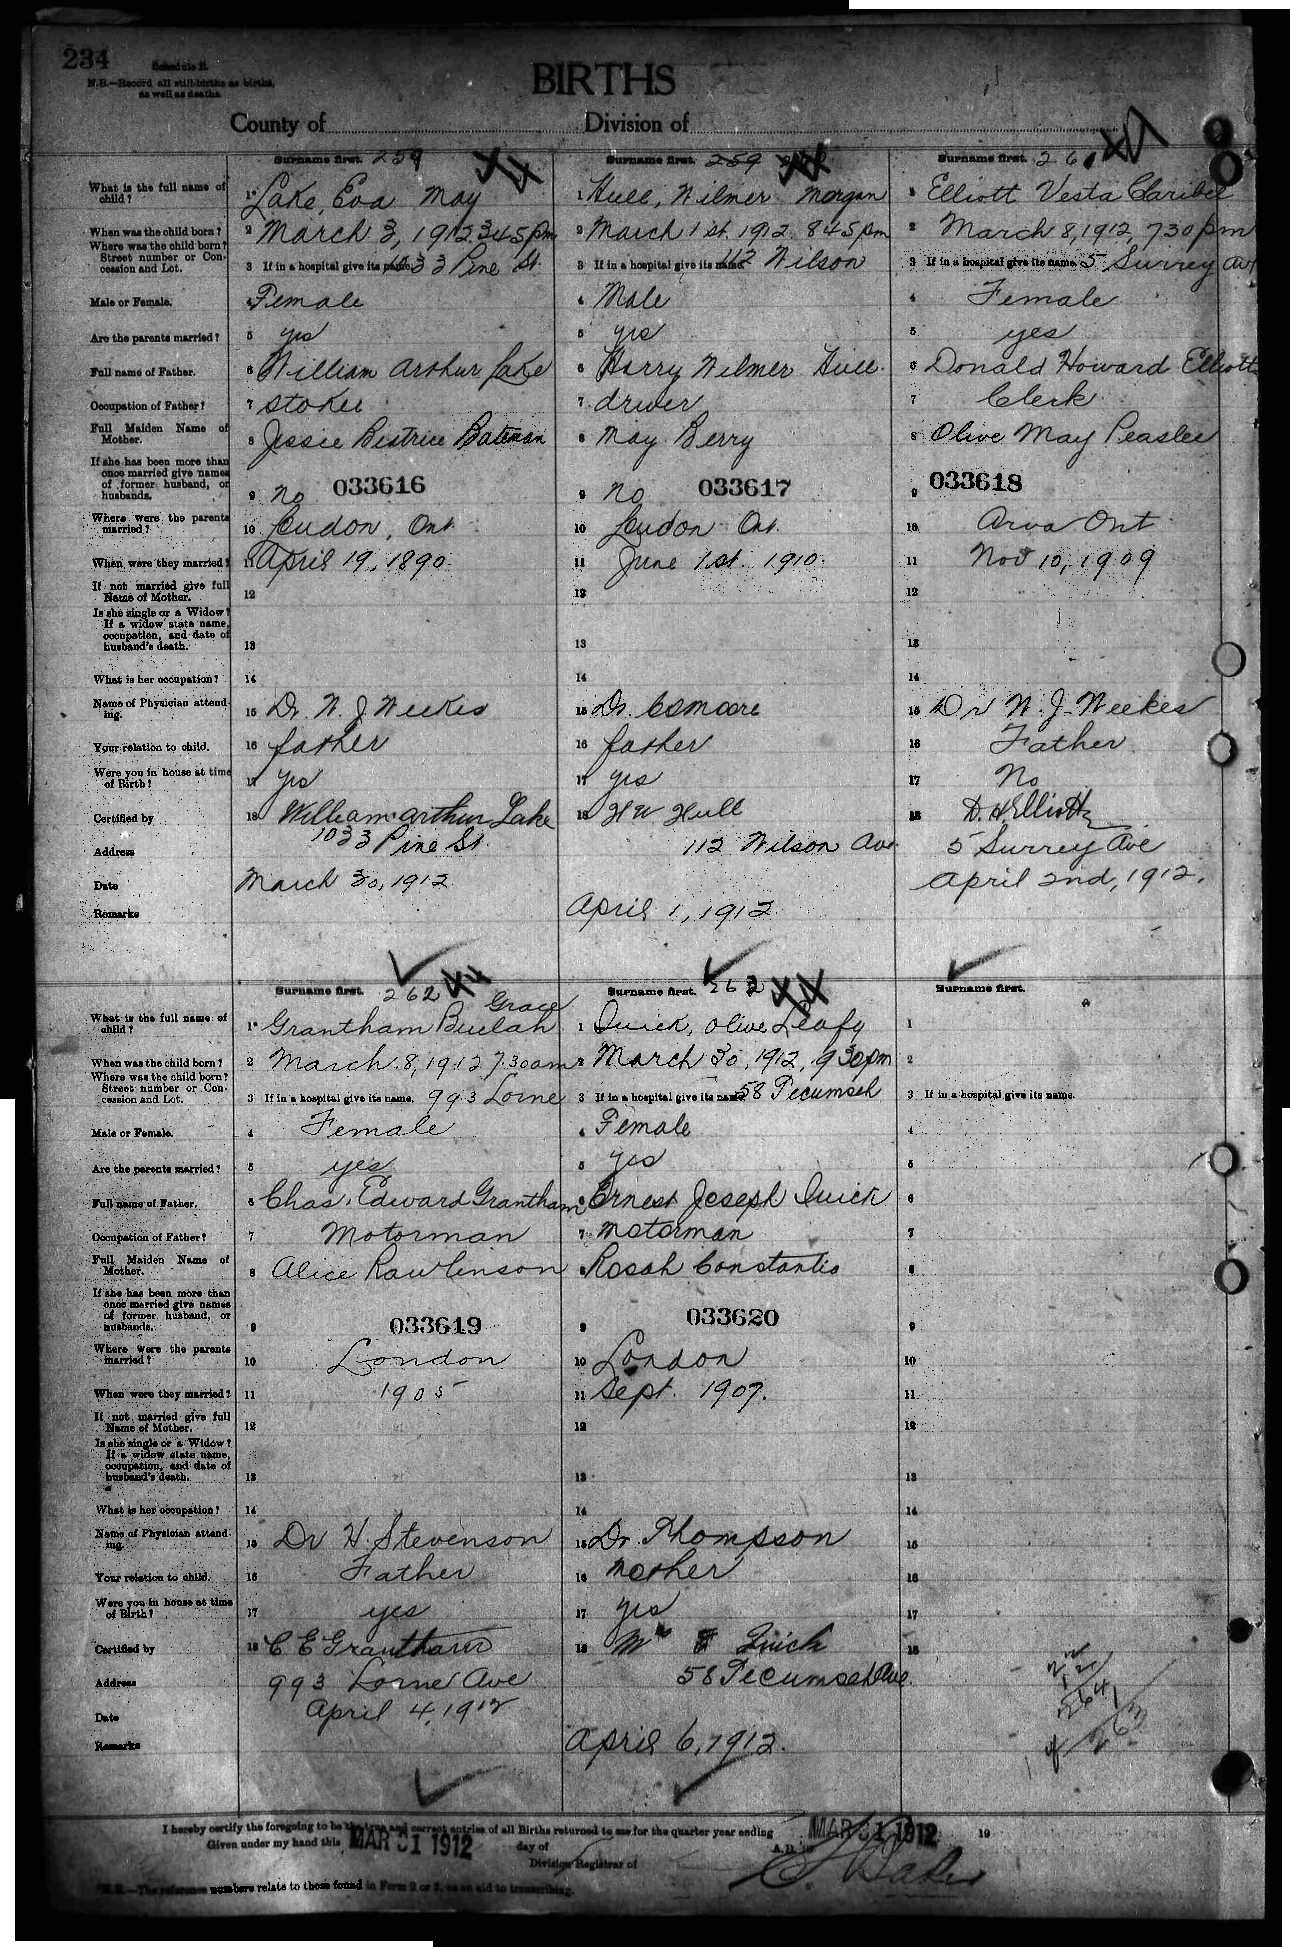 234
Schedule B.
N.B.—Record all still-births as births,
as well as deaths.
BIRTHS
County of
Division of
Surname first. 259
What is the full name of child?
1 Lake, Eva May
When was the child born?
2 March 3, 1912 3 45 pm
Where was the child born? Street number or Concession and Lot.
3 If in a hospital give its name. 1033 Pine St.
Male or Female.
4 Female
Are the parents married?
5 yes
Full name of Father.
6 William Arthur Lake
Occupation of Father?
7 Stoker
Full Maiden Name of Mother.
8 Jessie Beatrice Bateman
If she has been more than once married give names of former husband, or husbands.
9 no 033616
Where were the parents married?
10 London, Ont.
When were they married?
11 April 19, 1890
If not married give full Name of Mother.
12
Is she single or a Widow? If a widow state name, occupation, and date of husband's death.
13
What is her occupation?
14
Name of Physician attending.
15 Dr. W. J Weekes
Your relation to child.
16 father
Were you in house at time of Birth?
17 yes
Certified by
18 William arthur Lake
Address
1033 Pine St.
Date
March 30, 1912
Remarks
Surname first. 259
1 Hull, Wilmer Morgan
2 March 1 st. 1912 8 45 pm
3 If in a hospital give its name. 112 Wilson
4 Male
5 yes
6 Harry Wilmer Hull
7 driver
8 May Berry
9 no 033617
10 London Ont.
11 June 1 st. 1910.
12
13
14
15 Dr. C S Moore
16 father
17 yes
18 H W Hull
112 Wilson Ave
April 1, 1912
Surname first. 261
1 Elliott Vesta Claribel
2 March 8, 1912, 7 30 pm
3 If in a hospital give its name. 5 Surrey av
4 Female
5 yes
6 Donald Howard Elliott
7 Clerk
8 Olive May Peaslee
9 033618
10 Arva Ont
11 Nov 10, 1909
12
13
14
15 Dr W. J. Weekes
16 Father
17 No
18 D. H Elliott
5 Surrey Ave
April 2nd, 1912.
Surname first. 262
What is the full name of child?
Grace
1 Grantham Buelah
When was the child born?
2 March 8, 1912 7.30 am
Where was the child born? Street number or Concession and Lot.
3 If in a hospital give its name. 993 Lorne
Male or Female.
4 Female
Are the parents married?
5 yes
Full name of Father.
6 Chas. Edward Grantham
Occupation of Father?
7 Motorman
Full Maiden Name of Mother.
8 Alice Rawlinson
If she has been more than once married give names of former husband, or husbands.
9 033619
Where were the parents married?
10 London
When were they married?
11 1905
If not married give full Name of Mother.
12
Is she single or a Widow? If a widow state name, occupation, and date of husband's death.
13
What is her occupation?
14
Name of Physician attending.
15 Dr H. Stevenson
Your relation to child.
16 Father
Were you in house at time of Birth?
17 yes
Certified by
18 C E Grantham
Address
993 Lorne Ave
Date
April 4, 1912
Remarks
Surname first. 263
1 Quick, Olive Leafy
2 March 30, 1912, 9 30 pm
3 If in a hospital give its name. 58 Tecumseh
4 Female
5 yes
6 Ernest Joseph Quick
7 Motorman
8 Rosah Constantia
9 033620
10 London
11 Sept. 1907.
12
13
14
15 Dr. Thompson
16 Mother
17 yes
18 Quick
58 Tecumseh Ave.
April 6, 1912.
Surname first.
1
2
3 If in a hospital give its name.
4
5
6
7
8
9
10
11
12
13
14
15
16
17
18
264
263
I hereby certify the foregoing to be the true and correct entries of all Births returned to me for the quarter year ending MAR 31 1912 19
Given under my hand this MAR 31 1912 day of A.D. 19
Division Registrar of
N.B.—The reference numbers relate to those found in Form 2 or 3, as an aid to transcribing.